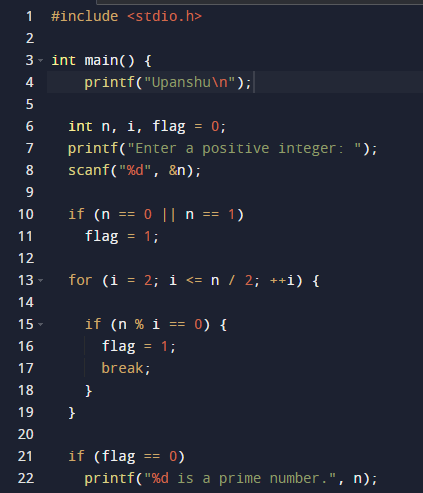 1 #include <stdio.h>
2
3 int main() {
4 printf("Upanshu\n");
5
6 int n, i, flag = 0;
7 printf("Enter a positive integer: ");
8 scanf("%d", &n);
9
10 if (n == 0 || n == 1)
11 flag = 1;
12
13 for (i = 2; i <= n / 2; ++i) {
14
15 if (n % i == 0) {
16 flag = 1;
17 break;
18 }
19 }
20
21 if (flag == 0)
22 printf("%d is a prime number.", n);